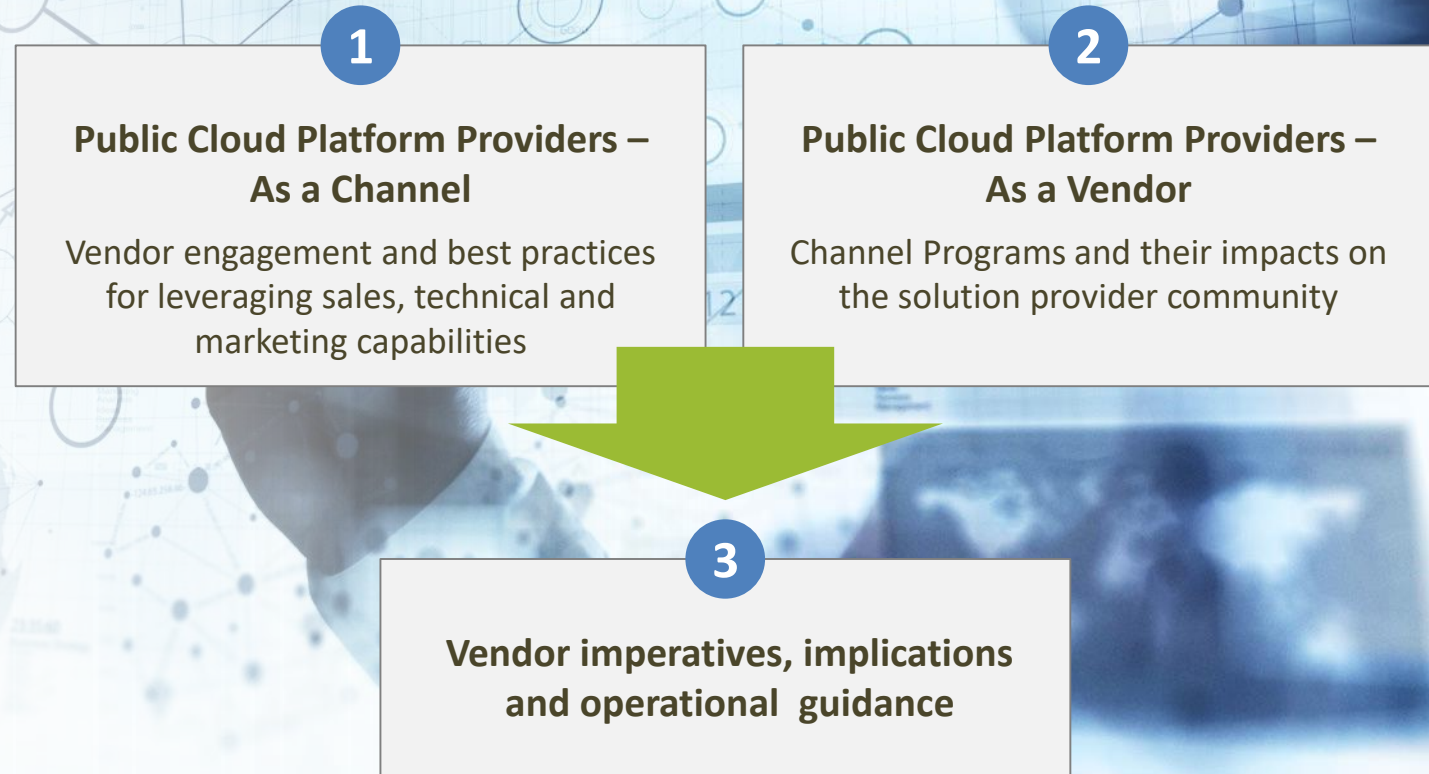 1
Public Cloud Platform Providers –
As a Channel
Vendor engagement and best practices
for leveraging sales, technical and
marketing capabilities
2
Public Cloud Platform Providers –
As a Vendor
Channel Programs and their impacts on
the solution provider community
3
Vendor imperatives, implications
and operational  guidance